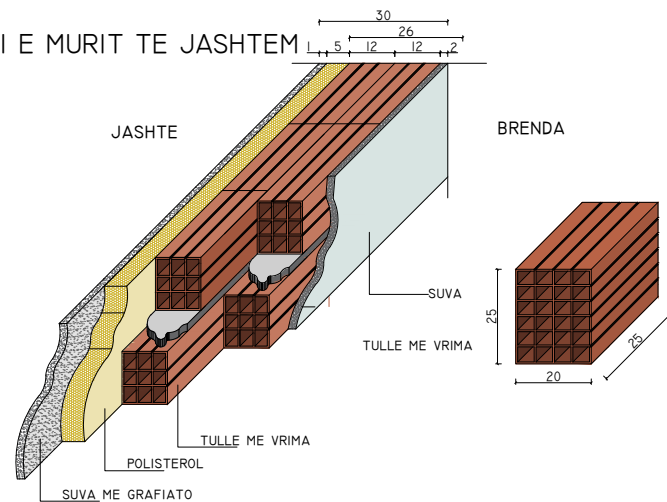 30
26
1 5 12 12 2
I E MURIT TE JASHTEM
JASHTE
BRENDA
SUVA
25
TULLE ME VRIMA
25
20
TULLE ME VRIMA
POLISTEROL
SUVA ME GRAFIATO